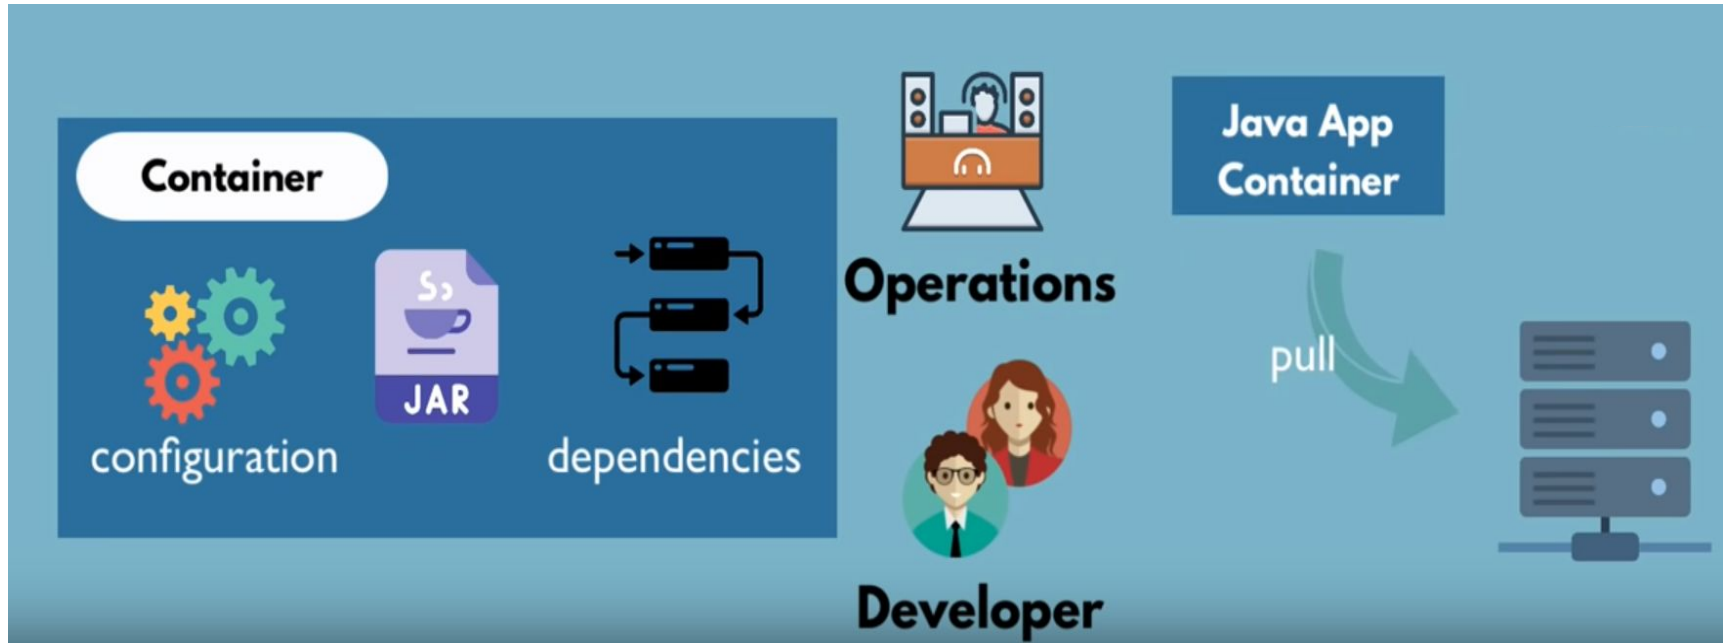 Container
configuration
JAR
dependencies
Operations
Developer
Java App
Container
pull